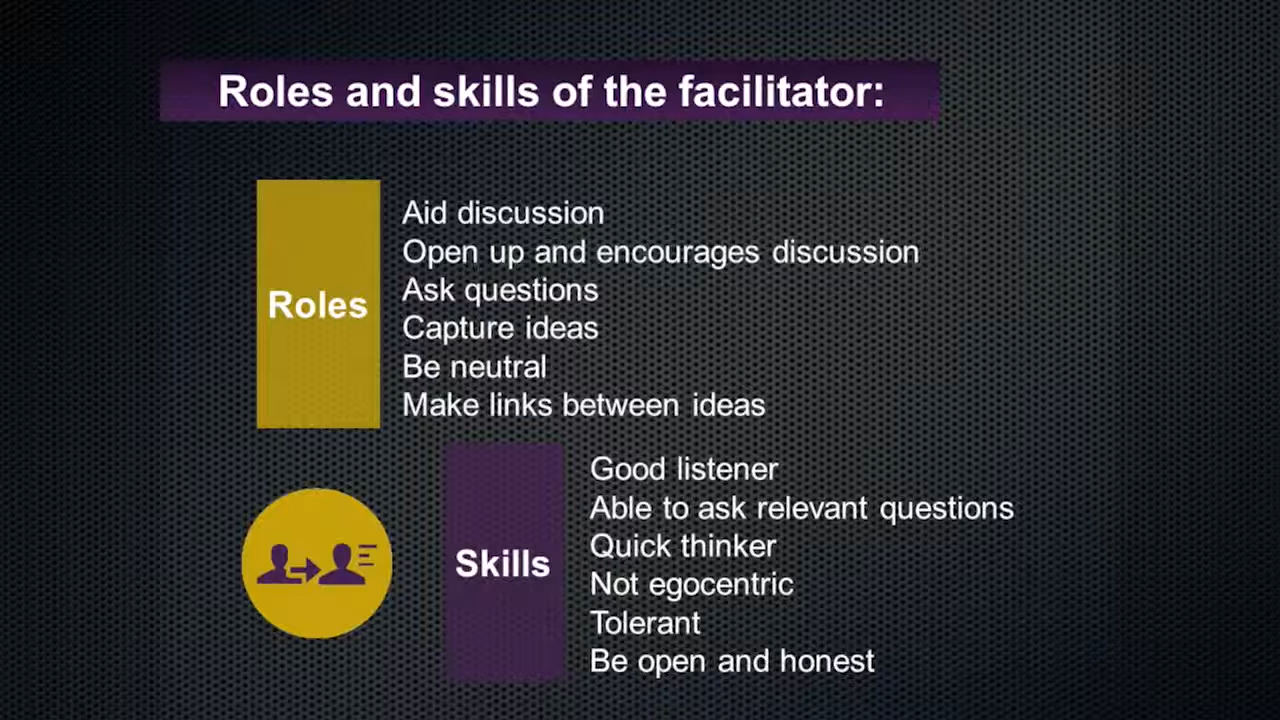 Roles and skills of the facilitator:
Roles
Aid discussion
Open up and encourages discussion
Ask questions
Capture ideas
Be neutral
Make links between ideas
Skills
Good listener
Able to ask relevant questions
Quick thinker
Not egocentric
Tolerant
Be open and honest